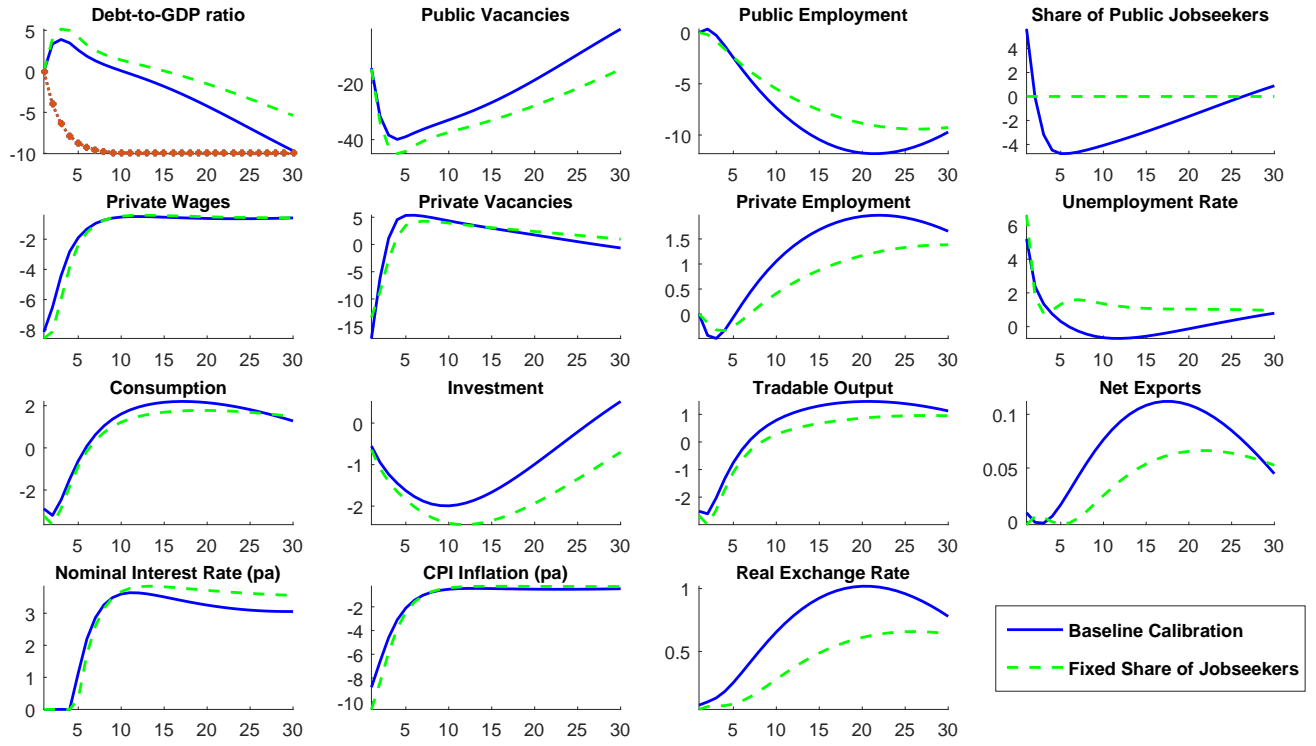 Debt-to-GDP ratio
5
0
-5
-10
5 10 15 20 25 30
Public Vacancies
-20
-40
5 10 15 20 25 30
Public Employment
0
-5
-10
5 10 15 20 25 30
Share of Public Jobseekers
4
2
0
-2
-4
5 10 15 20 25 30
Private Wages
-2
-4
-6
-8
5 10 15 20 25 30
Private Vacancies
5
0
-5
-10
-15
5 10 15 20 25 30
Private Employment
1.5
1
0.5
0
5 10 15 20 25 30
Unemployment Rate
6
4
2
0
5 10 15 20 25 30
Consumption
2
0
-2
5 10 15 20 25 30
Investment
0
-1
-2
5 10 15 20 25 30
Tradable Output
1
0
-1
-2
5 10 15 20 25 30
Net Exports
0.1
0.05
0
5 10 15 20 25 30
Nominal Interest Rate (pa)
3
2
1
0
5 10 15 20 25 30
CPI Inflation (pa)
-2
-4
-6
-8
-10
5 10 15 20 25 30
Real Exchange Rate
1
0.5
5 10 15 20 25 30
Baseline Calibration
Fixed Share of Jobseekers